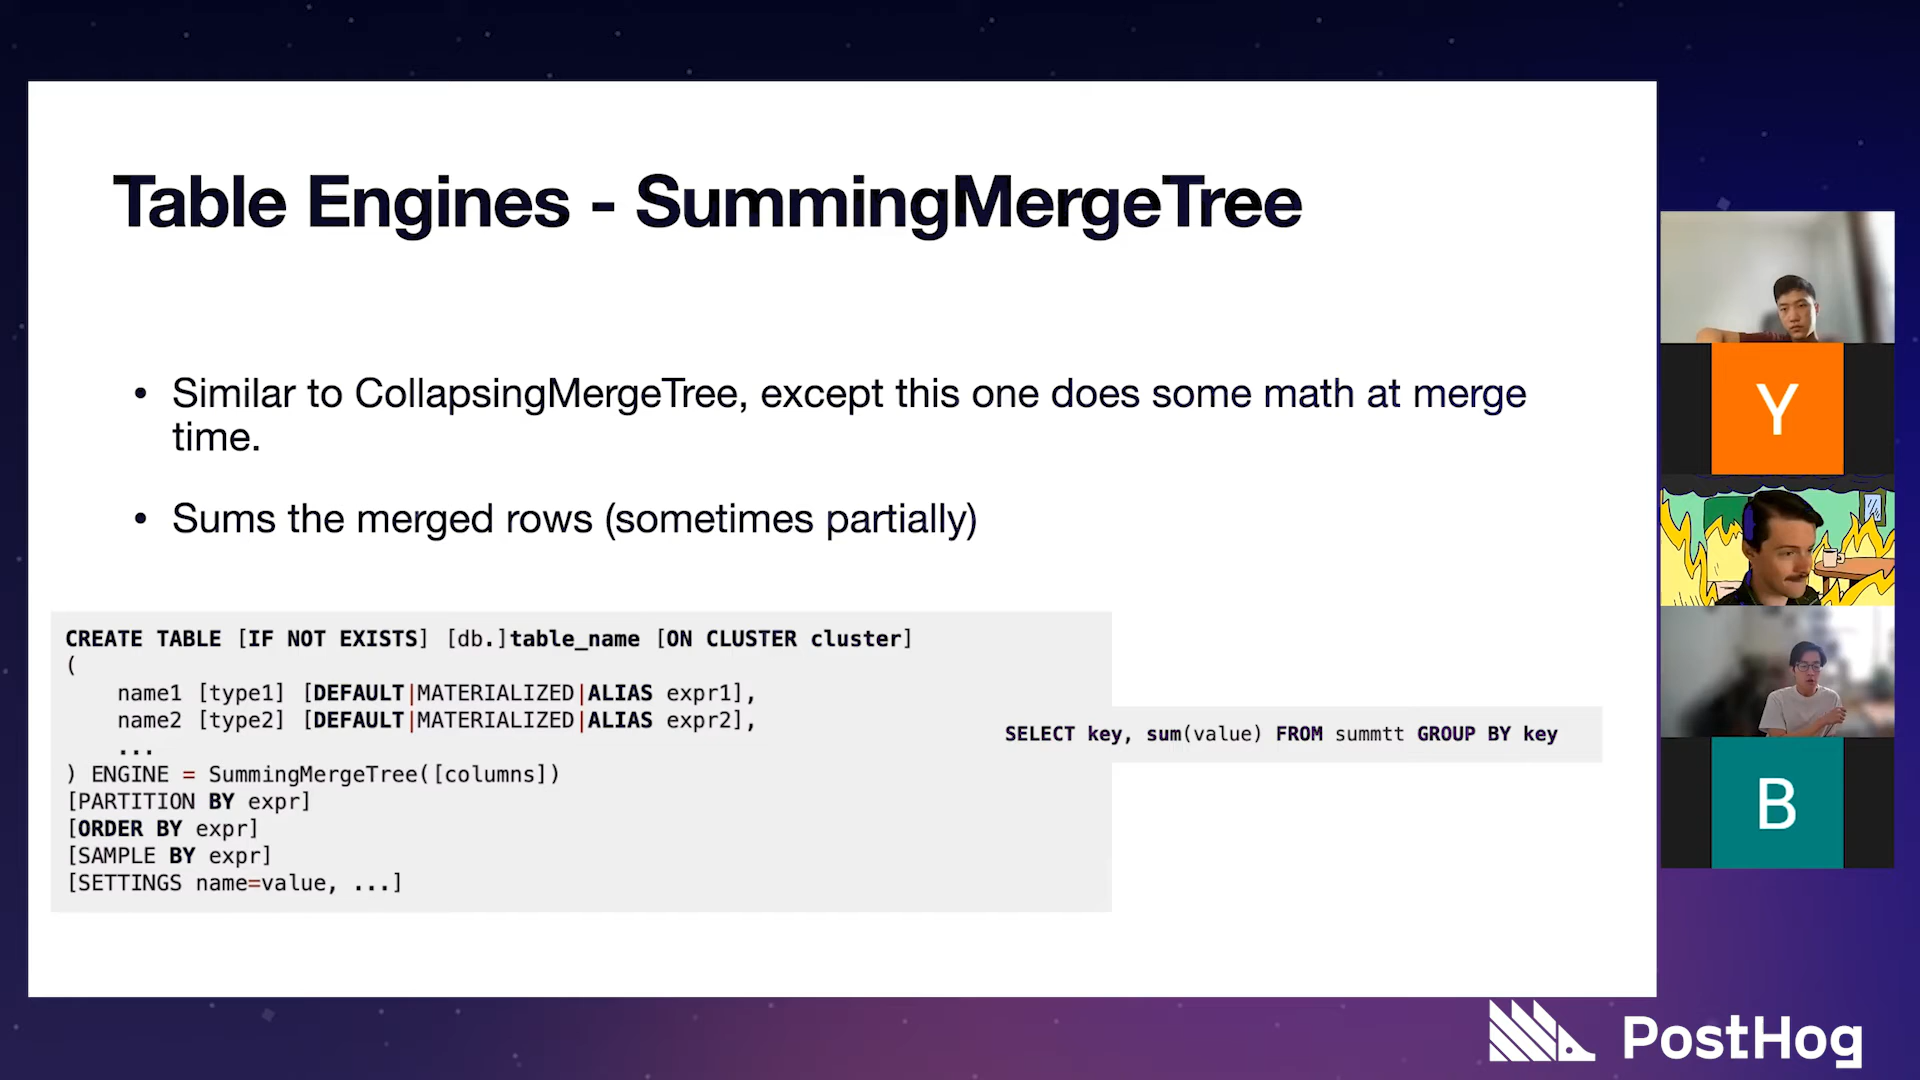 Table Engines - SummingMergeTree
• Similar to CollapsingMergeTree, except this one does some math at merge
time.
• Sums the merged rows (sometimes partially)
CREATE TABLE [IF NOT EXISTS] [db.]table_name [ON CLUSTER cluster]
(
    name1 [type1] [DEFAULT|MATERIALIZED|ALIAS expr1],
    name2 [type2] [DEFAULT|MATERIALIZED|ALIAS expr2],
    ...
) ENGINE = SummingMergeTree([columns])
[PARTITION BY expr]
[ORDER BY expr]
[SAMPLE BY expr]
[SETTINGS name=value, ...]
SELECT key, sum(value) FROM summtt GROUP BY key
Y
B
PostHog